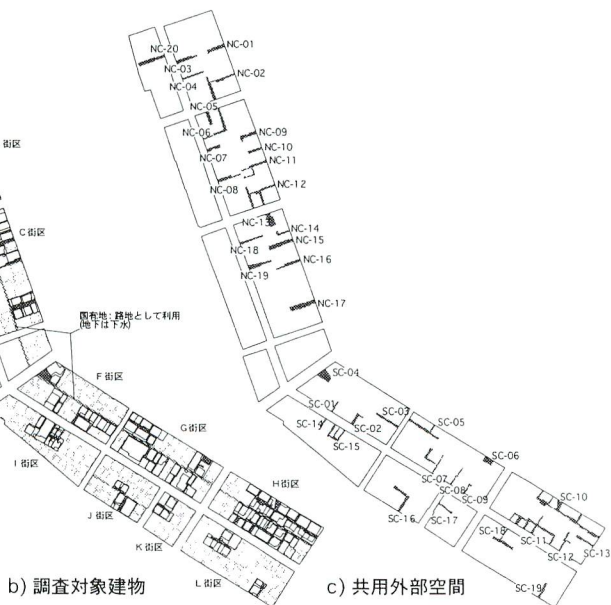 街区
C街区
国有地：路地として利用
(地下は下水)
F街区
G街区
H街区
I街区
J街区
K街区
L街区
b) 調査対象建物
NC-20
NC-01
NC-03
NC-02
NC-04
NC-05
NC-06
NC-09
NC-10
NC-07
NC-11
NC-08
NC-12
NC-13
NC-14
NC-18
NC-15
NC-16
NC-19
NC-17
SC-04
SC-01
SC-03
SC-05
SC-14
SC-02
SC-15
SC-06
SC-07
SC-08
SC-09
SC-10
SC-16
SC-17
SC-18
SC-11
SC-12
SC-13
SC-19
c) 共用外部空間